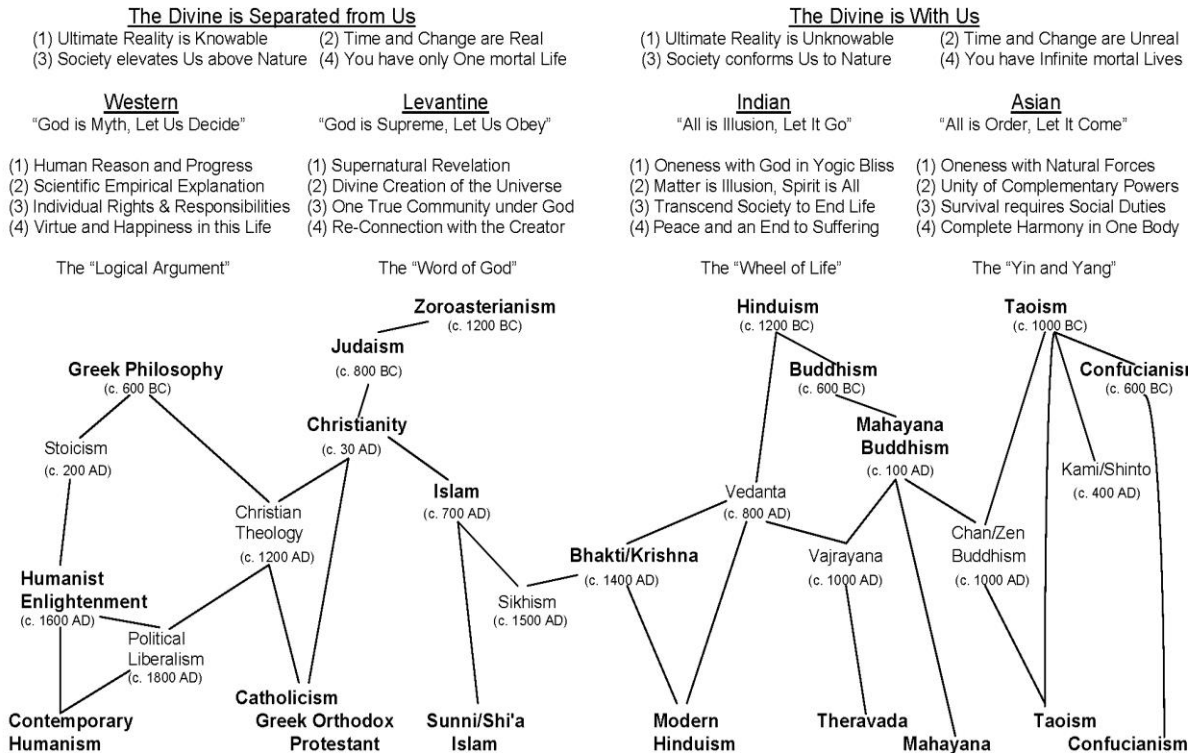 The Divine is Separated from Us
(1) Ultimate Reality is Knowable (2) Time and Change are Real
(3) Society elevates Us above Nature (4) You have only One mortal Life
The Divine is With Us
(1) Ultimate Reality is Unknowable (2) Time and Change are Unreal
(3) Society conforms Us to Nature (4) You have Infinite mortal Lives
Western
"God is Myth, Let Us Decide"
(1) Human Reason and Progress
(2) Scientific Empirical Explanation
(3) Individual Rights & Responsibilities
(4) Virtue and Happiness in this Life
The "Logical Argument"
Levantine
"God is Supreme, Let Us Obey"
(1) Supernatural Revelation
(2) Divine Creation of the Universe
(3) One True Community under God
(4) Re-Connection with the Creator
The "Word of God"
Indian
"All is Illusion, Let It Go"
(1) Oneness with God in Yogic Bliss
(2) Matter is Illusion, Spirit is All
(3) Transcend Society to End Life
(4) Peace and an End to Suffering
The "Wheel of Life"
Asian
"All is Order, Let It Come"
(1) Oneness with Natural Forces
(2) Unity of Complementary Powers
(3) Survival requires Social Duties
(4) Complete Harmony in One Body
The "Yin and Yang"
Zoroasterianism
(c. 1200 BC)
Judaism
(c. 800 BC)
Greek Philosophy
(c. 600 BC)
Christianity
(c. 30 AD)
Stoicism
(c. 200 AD)
Islam
(c. 700 AD)
Christian
Theology
(c. 1200 AD)
Humanist
Enlightenment
(c. 1600 AD)
Political
Liberalism
(c. 1800 AD)
Sikhism
(c. 1500 AD)
Hinduism
(c. 1200 BC)
Buddhism
(c. 600 BC)
Mahayana
Buddhism
(c. 100 AD)
Vedanta
(c. 800 AD)
Bhakti/Krishna
(c. 1400 AD)
Vajrayana
(c. 1000 AD)
Taoism
(c. 1000 BC)
Confucianism
(c. 600 BC)
Kami/Shinto
(c. 400 AD)
Chan/Zen
Buddhism
(c. 1000 AD)
Contemporary
Humanism
Catholicism
Greek Orthodox
Protestant
Sunni/Shi'a
Islam
Modern
Hinduism
Theravada
Mahayana
Taoism
Confucianism